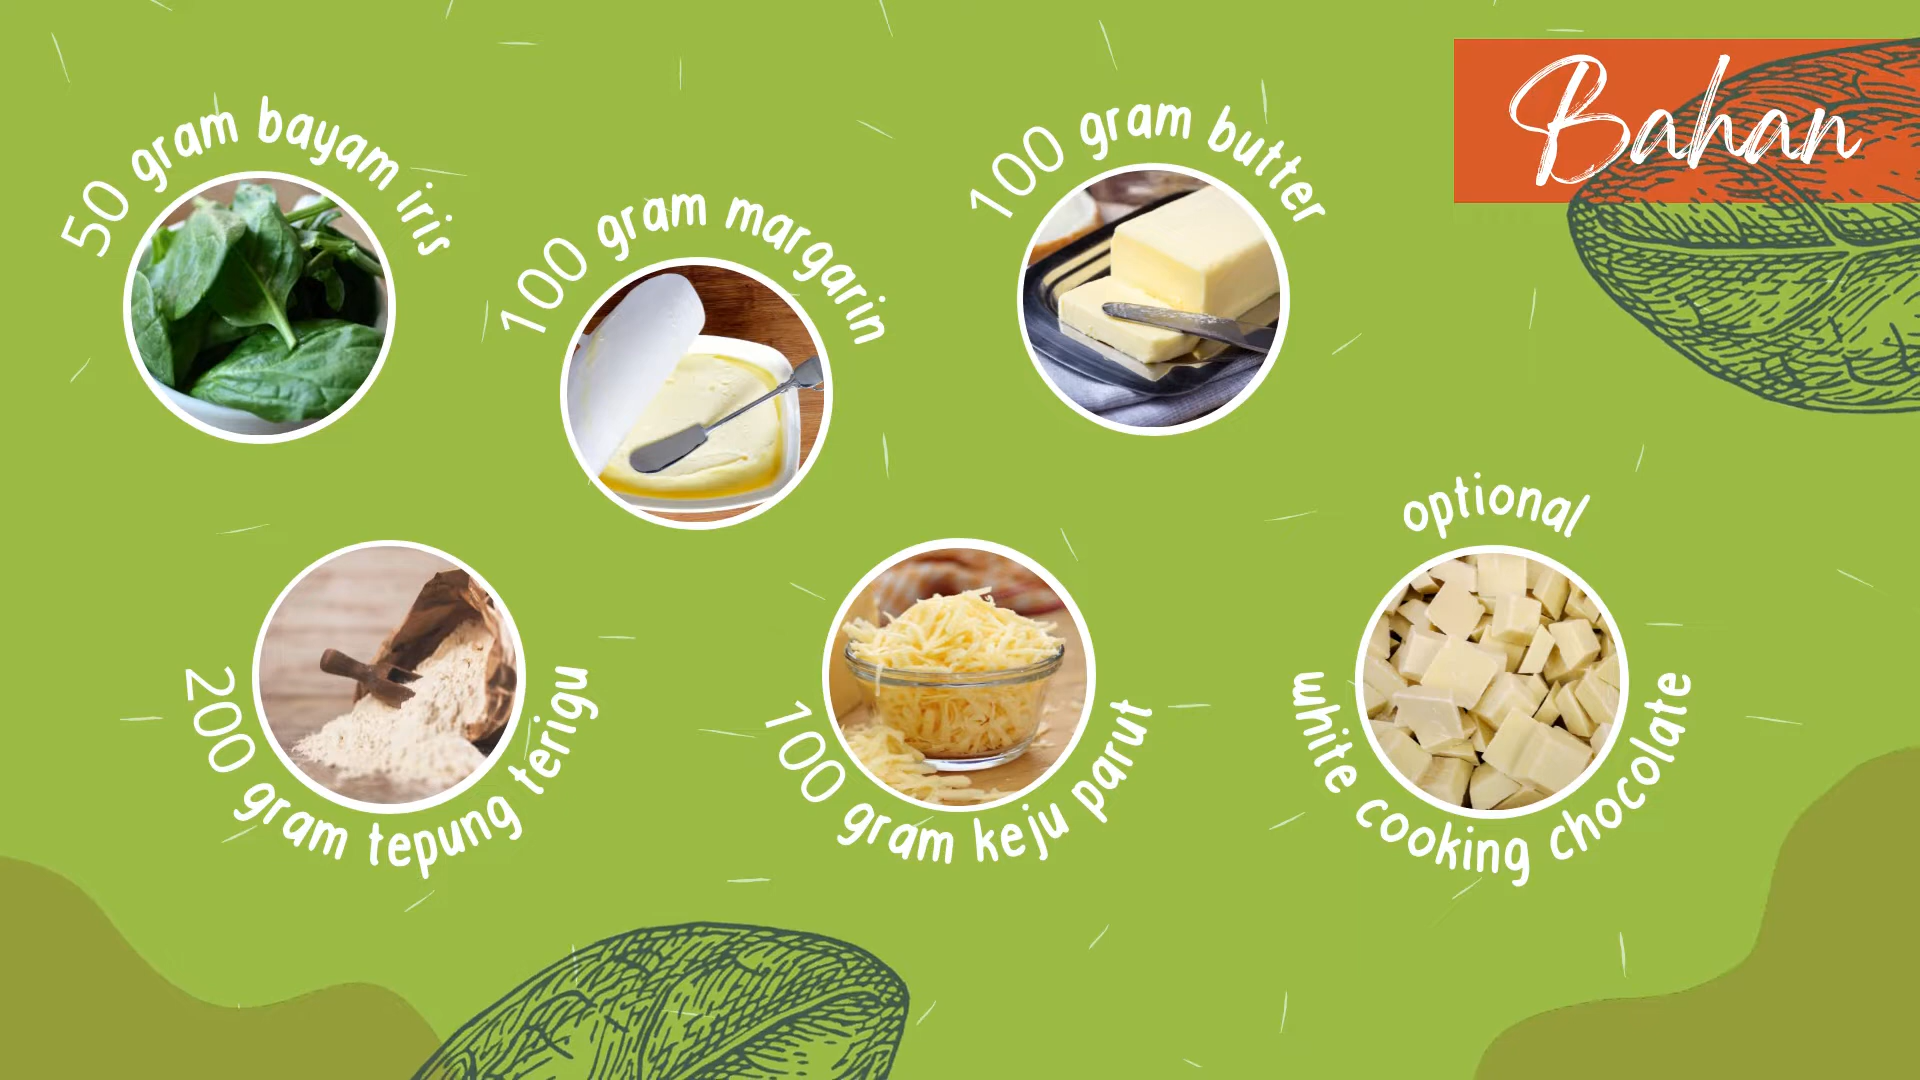 Bahan
50 gram bayam iris
100 gram margarin
100 gram butter
200 gram tepung terigu
100 gram keju parut
optional
white cooking chocolate